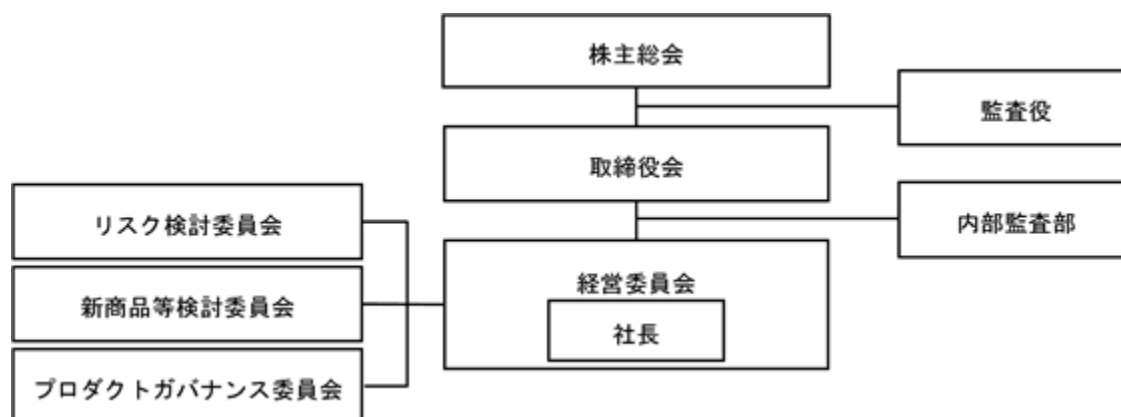 株主総会
監査役
取締役会
リスク検討委員会
内部監査部
新商品等検討委員会
経営委員会
社長
プロダクトガバナンス委員会